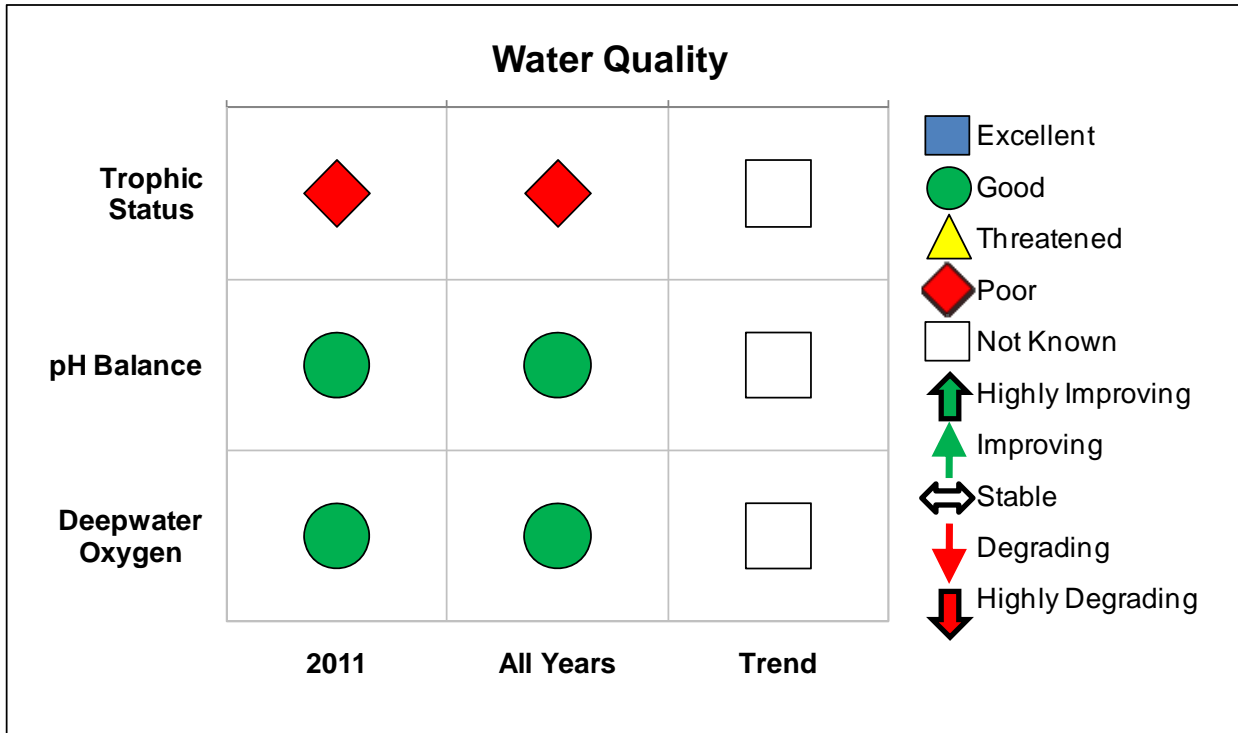 Water Quality
Trophic
Status
pH Balance
Deepwater
Oxygen
2011
All Years
Trend
Excellent
Good
Threatened
Poor
Not Known
Highly Improving
Improving
Stable
Degrading
Highly Degrading